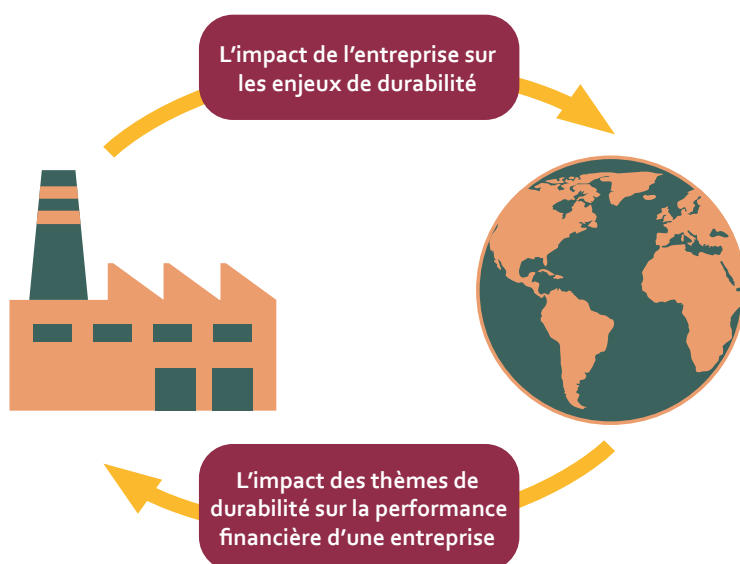 L’impact de l’entreprise sur
les enjeux de durabilité
L’impact des thèmes de
durabilité sur la performance
financière d’une entreprise